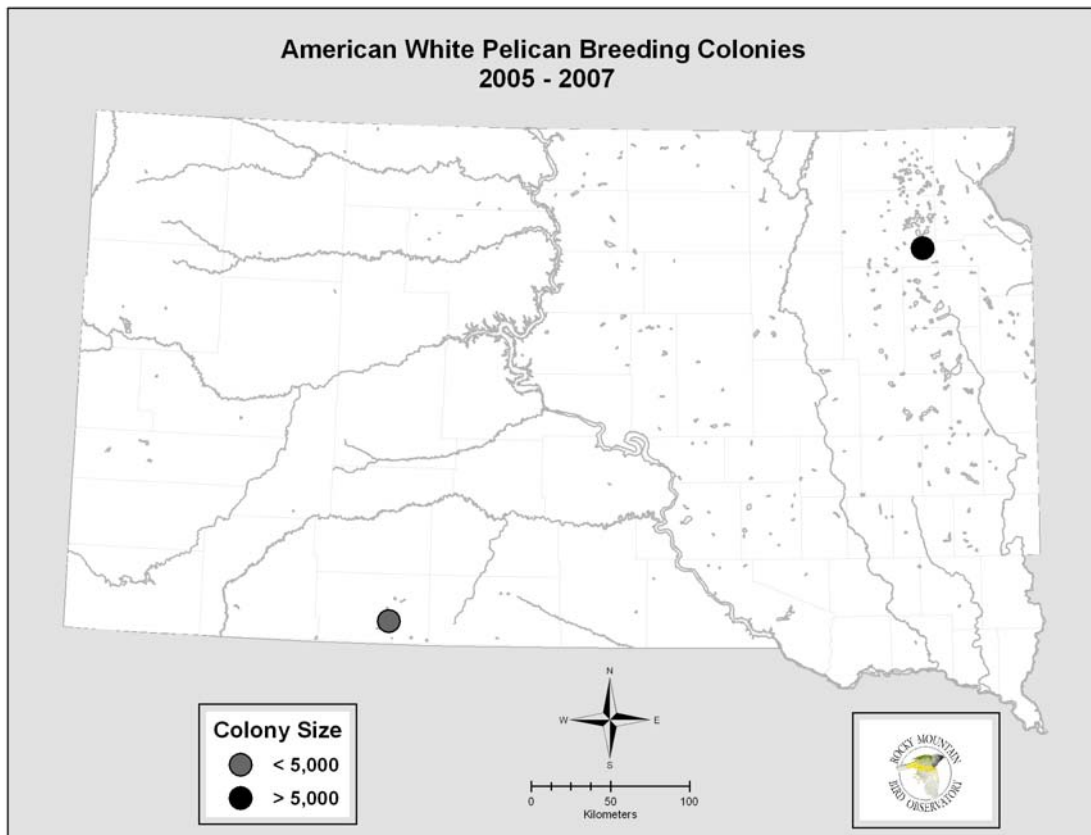 American White Pelican Breeding Colonies
2005 - 2007
N
W E
S
Colony Size
< 5,000
> 5,000
0 50 100
Kilometers
ROCKY MOUNTAIN
BIRD OBSERVATORY